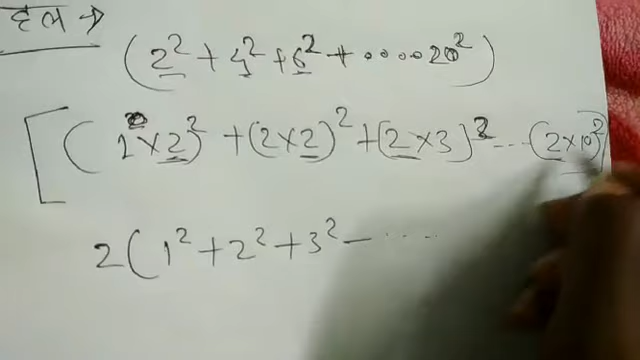 हल →
(2² + 4² + 6² + .... 20²)
[(1 × 2)² + (2 × 2)² + (2 × 3)² ... (2 × 10)²
2(1² + 2² + 3² - ....